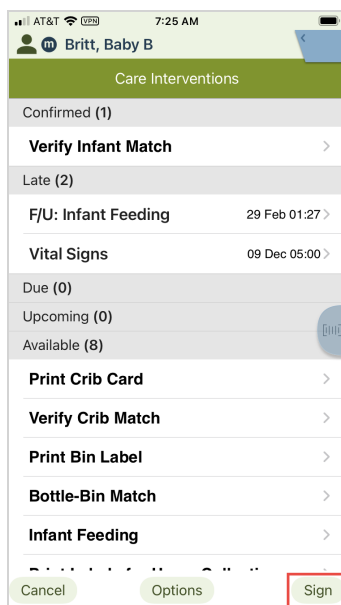 AT&T VPN 7:25 AM
m Britt, Baby B
Care Interventions
Confirmed (1)
Verify Infant Match
Late (2)
F/U: Infant Feeding 29 Feb 01:27
Vital Signs 09 Dec 05:00
Due (0)
Upcoming (0)
Available (8)
Print Crib Card
Verify Crib Match
Print Bin Label
Bottle-Bin Match
Infant Feeding
Cancel Options Sign